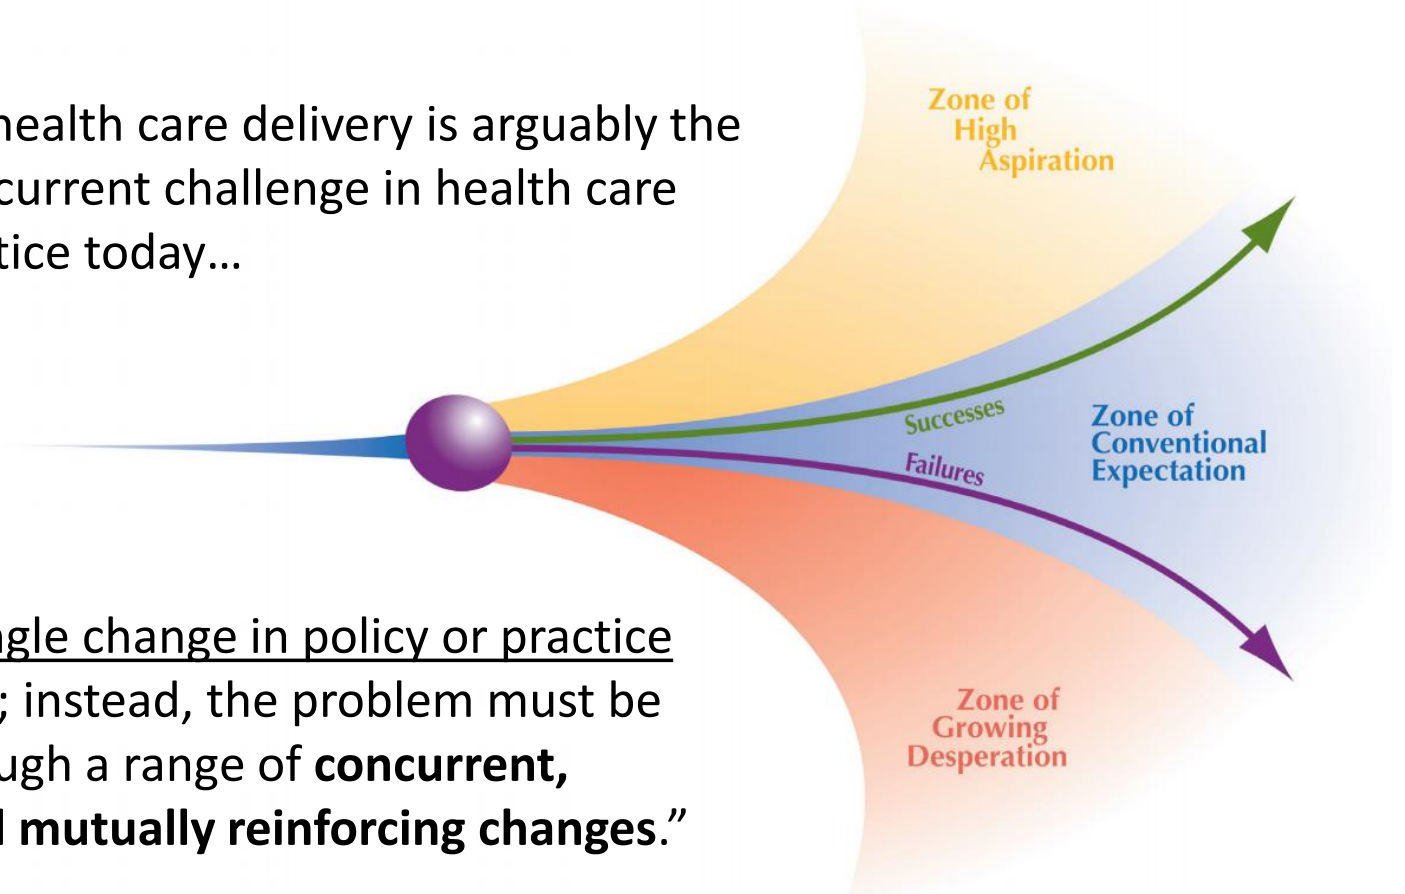 health care delivery is arguably the
current challenge in health care
tice today…
Zone of
High
Aspiration
Successes
Failures
Zone of
Conventional
Expectation
gle change in policy or practice
; instead, the problem must be
ugh a range of concurrent,
mutually reinforcing changes.”
Zone of
Growing
Desperation